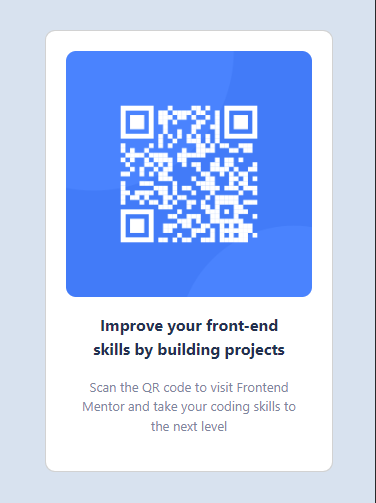 Improve your front-end
skills by building projects
Scan the QR code to visit Frontend
Mentor and take your coding skills to
the next level